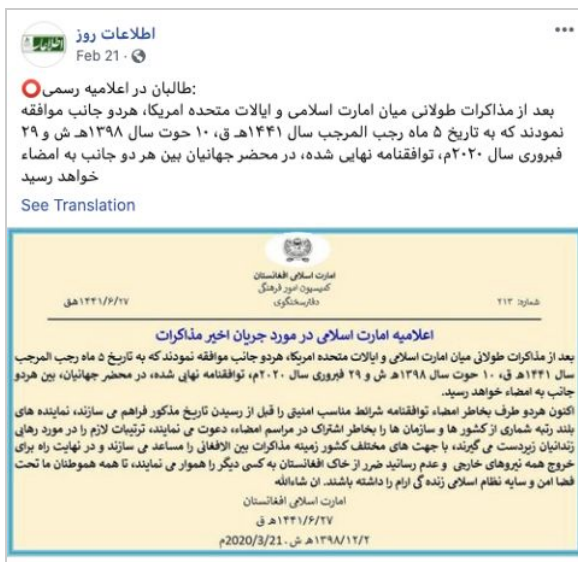 اطلاعات روز
Feb 21
طالبان در اعلامیه رسمی:
بعد از مذاکرات طولانی میان امارت اسلامی و ایالات متحده امریکا، هردو جانب موافقه
نمودند که به تاریخ ۵ ماه رجب المرجب سال ۱۴۴۱هـ ق، ۱۰ حوت سال ۱۳۹۸هـ ش و ۲۹
فبروری سال ۲۰۲۰م، توافقنامه نهایی شده، در محضر جهانیان بین هر دو جانب به امضاء
خواهد رسید
See Translation
امارت اسلامی افغانستان
کمیسیون امور فرهنگی
دفتر سخنگوی
شماره: ۲۱۳
۱۴۴۱/۶/۲۷هق
اعلامیه امارت اسلامی در مورد جریان اخیر مذاکرات
بعد از مذاکرات طولانی میان امارت اسلامی و ایالات متحده امریکا، هردو جانب موافقه نمودند که به تاریخ ۵ ماه رجب المرجب
سال ۱۴۴۱هـ ق، ۱۰ حوت سال ۱۳۹۸هـ ش و ۲۹ فبروری سال ۲۰۲۰م، توافقنامه نهایی شده، در محضر جهانیان، بین هردو
جانب به امضاء خواهد رسید.
اکنون هردو طرف بخاطر امضاء توافقنامه شرائط مناسب امنیتی را قبل از رسیدن تاریخ مذکور فراهم می سازند، نماینده های
بلند رتبه شماری از کشور ها و سازمان ها را بخاطر اشتراک در مراسم امضاء، دعوت می نمایند، ترتیبات لازم را در مورد رهایی
زندانیان زیردست می گیرند، با جهت های مختلف کشور زمینه مذاکرات بین الافغانی را مساعد می سازند و در نهایت راه برای
خروج همه نیروهای خارجی و عدم رسانید ضرر از خاک افغانستان به کسی دیگر را هموار می نمایند، تا همه هموطنان ما تحت
فضا امن و سایه نظام اسلامی زنده گی ارام را داشته باشند. ان شاءالله
امارت اسلامی افغانستان
۱۴۴۱/۶/۲۷هـ ق
۱۳۹۸/۱۲/۲هـ ش ـ 2020/3/21م